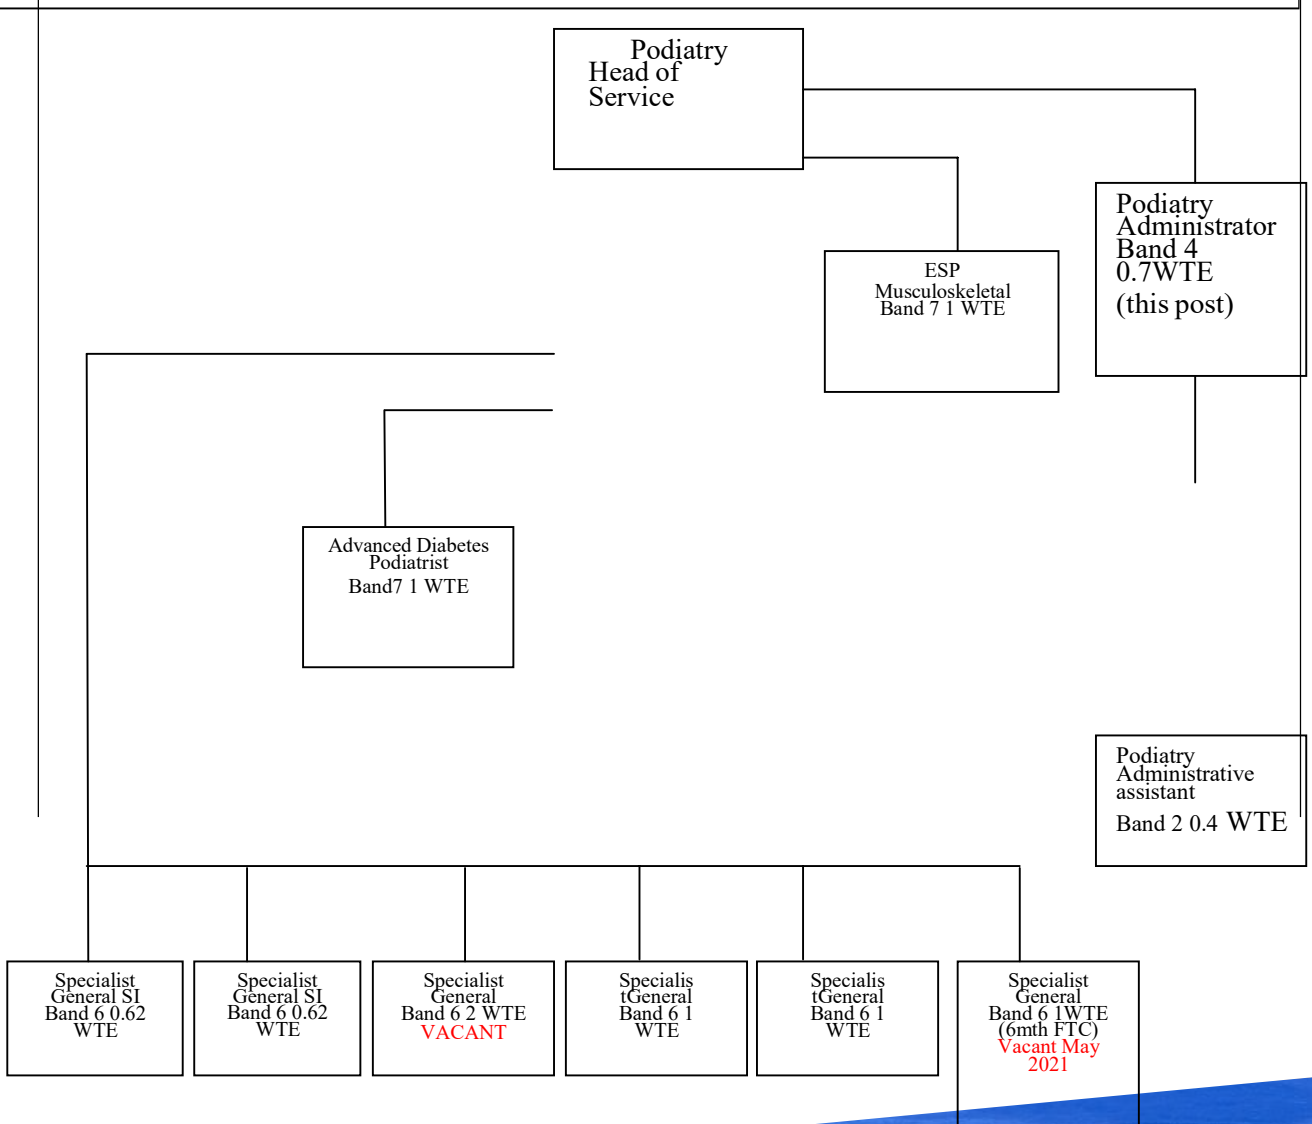 Podiatry
Head of
Service
Podiatry
Administrator
Band 4
0.7WTE
(this post)
ESP
Musculoskeletal
Band 7 1 WTE
Advanced Diabetes
Podiatrist
Band7 1 WTE
Podiatry
Administrative
assistant
Band 2 0.4 WTE
Specialist
General SI
Band 6 0.62
WTE
Specialist
General SI
Band 6 0.62
WTE
Specialist
General
Band 6 2 WTE
VACANT
Specialis
tGeneral
Band 6 1
WTE
Specialis
tGeneral
Band 6 1
WTE
Specialist
General
Band 6 1WTE
(6mth FTC)
Vacant May
2021